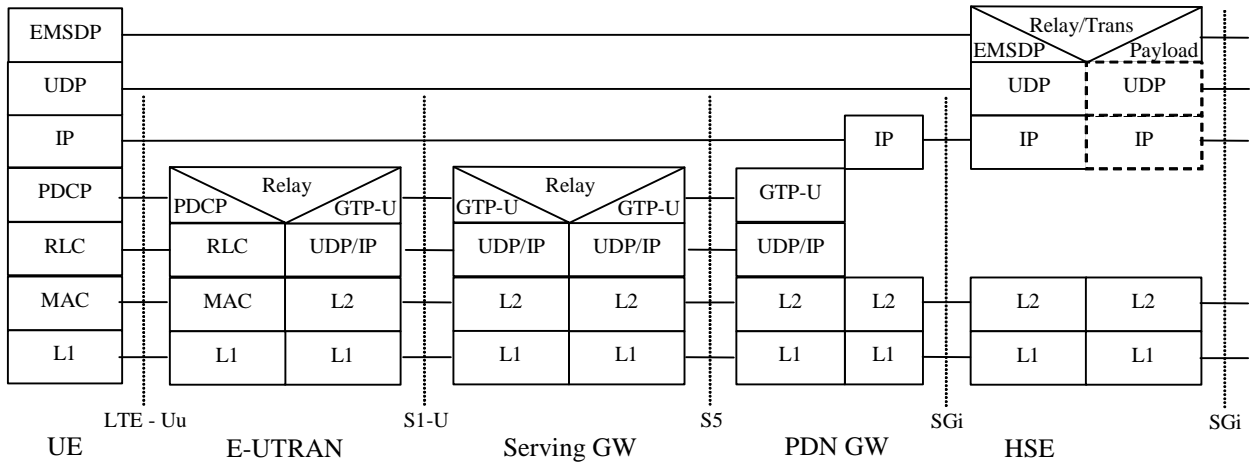 EMSDP
Relay/Trans
EMSDP
Payload
UDP
UDP
UDP
IP
IP
IP
IP
PDCP
Relay
PDCP
GTP-U
Relay
GTP-U
GTP-U
GTP-U
RLC
RLC
UDP/IP
UDP/IP
UDP/IP
UDP/IP
MAC
MAC
L2
L2
L2
L2
L2
L2
L2
L1
L1
L1
L1
L1
L1
L1
L1
L1
LTE - Uu
S1-U
S5
SGi
SGi
UE
E-UTRAN
Serving GW
PDN GW
HSE